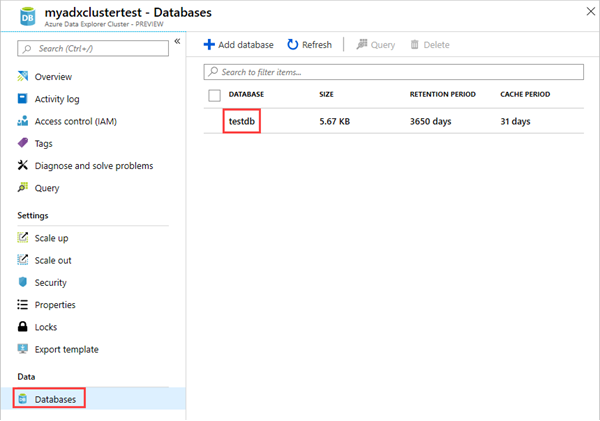 myadxclustertest - Databases
Azure Data Explorer Cluster - PREVIEW
Search (Ctrl+/)
«
Overview
Activity log
Access control (IAM)
Tags
Diagnose and solve problems
Query
Settings
Scale up
Scale out
Security
Properties
Locks
Export template
Data
Databases
Add database Refresh Query Delete
Search to filter items...
DATABASE SIZE RETENTION PERIOD CACHE PERIOD
testdb 5.67 KB 3650 days 31 days